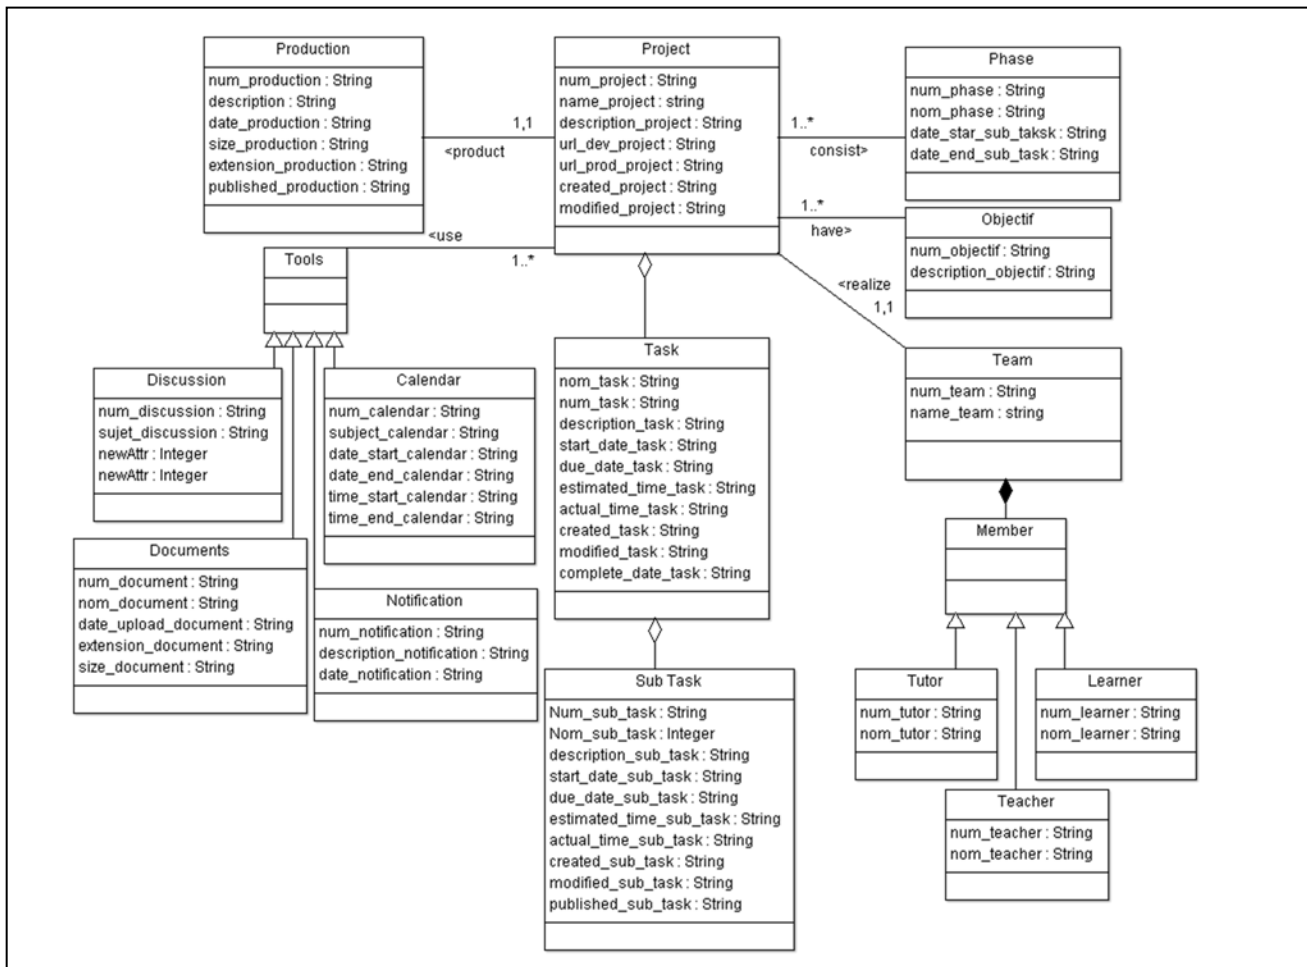 Production
num_production : String
description : String
date_production : String
size_production : String
extension_production : String
published_production : String
Project
num_project : String
name_project : string
description_project : String
url_dev_project : String
url_prod_project : String
created_project : String
modified_project : String
Phase
num_phase : String
nom_phase : String
date_star_sub_taksk : String
date_end_sub_task : String
1,1
<product
1..*
consist>
Objectif
num_objectif : String
description_objectif : String
1..*
have>
<use
1..*
<realize
1,1
Tools
Discussion
num_discussion : String
sujet_discussion : String
newAttr : Integer
newAttr : Integer
Calendar
num_calendar : String
subject_calendar : String
date_start_calendar : String
date_end_calendar : String
time_start_calendar : String
time_end_calendar : String
Task
nom_task : String
num_task : String
description_task : String
start_date_task : String
due_date_task : String
estimated_time_task : String
actual_time_task : String
created_task : String
modified_task : String
complete_date_task : String
Team
num_team : String
name_team : string
Documents
num_document : String
nom_document : String
date_upload_document : String
extension_document : String
size_document : String
Notification
num_notification : String
description_notification : String
date_notification : String
Member
Sub Task
Num_sub_task : String
Nom_sub_task : Integer
description_sub_task : String
start_date_sub_task : String
due_date_sub_task : String
estimated_time_sub_task : String
actual_time_sub_task : String
created_sub_task : String
modified_sub_task : String
published_sub_task : String
Tutor
num_tutor : String
nom_tutor : String
Learner
num_learner : String
nom_learner : String
Teacher
num_teacher : String
nom_teacher : String